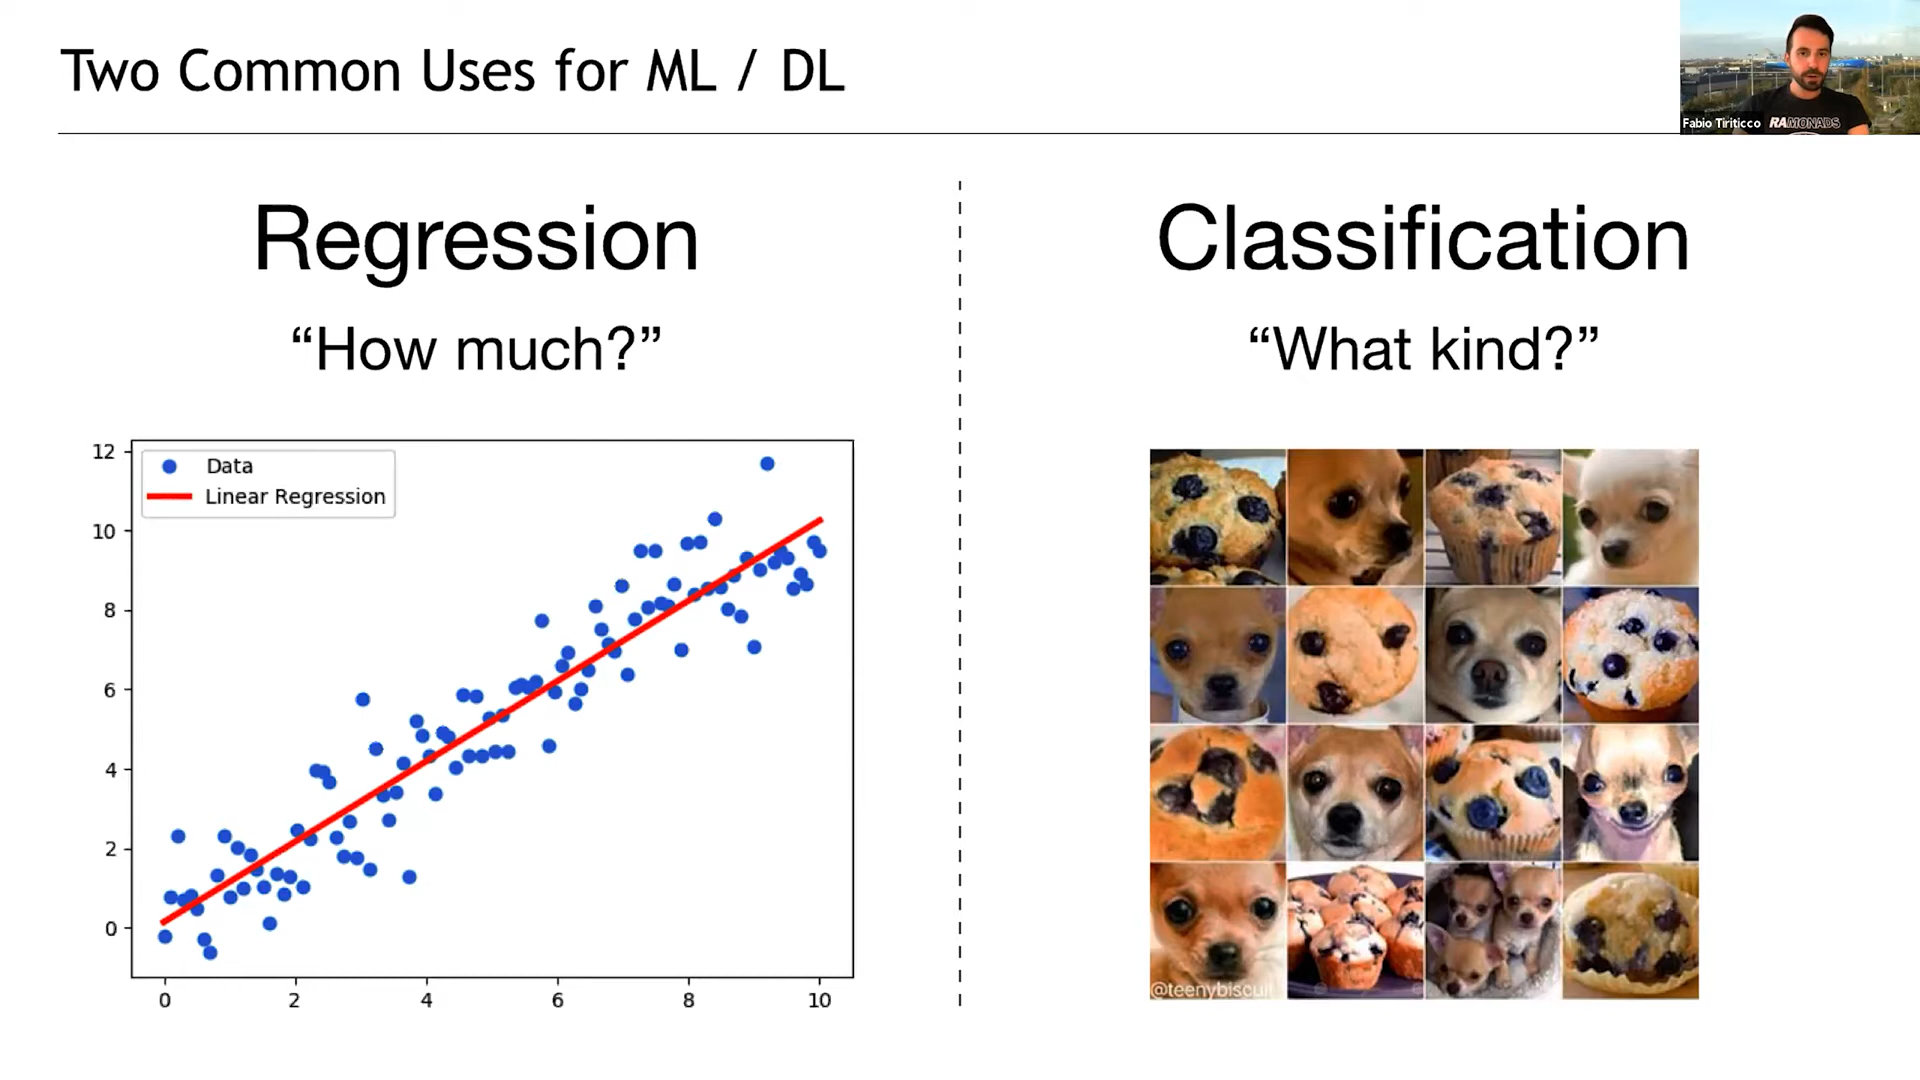 Two Common Uses for ML / DL
Fabio Tiriticco
RAMONADS
Regression
“How much?”
Data
Linear Regression
12
10
8
6
4
2
0
0 2 4 6 8 10
Classification
“What kind?”
@teenybiscuit